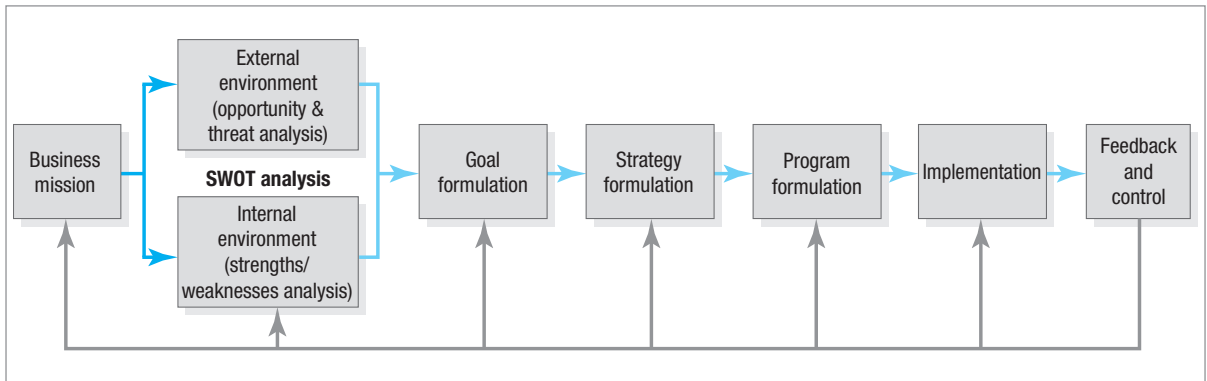 Business
mission
External
environment
(opportunity &
threat analysis)
SWOT analysis
Internal
environment
(strengths/
weaknesses analysis)
Goal
formulation
Strategy
formulation
Program
formulation
Implementation
Feedback
and
control